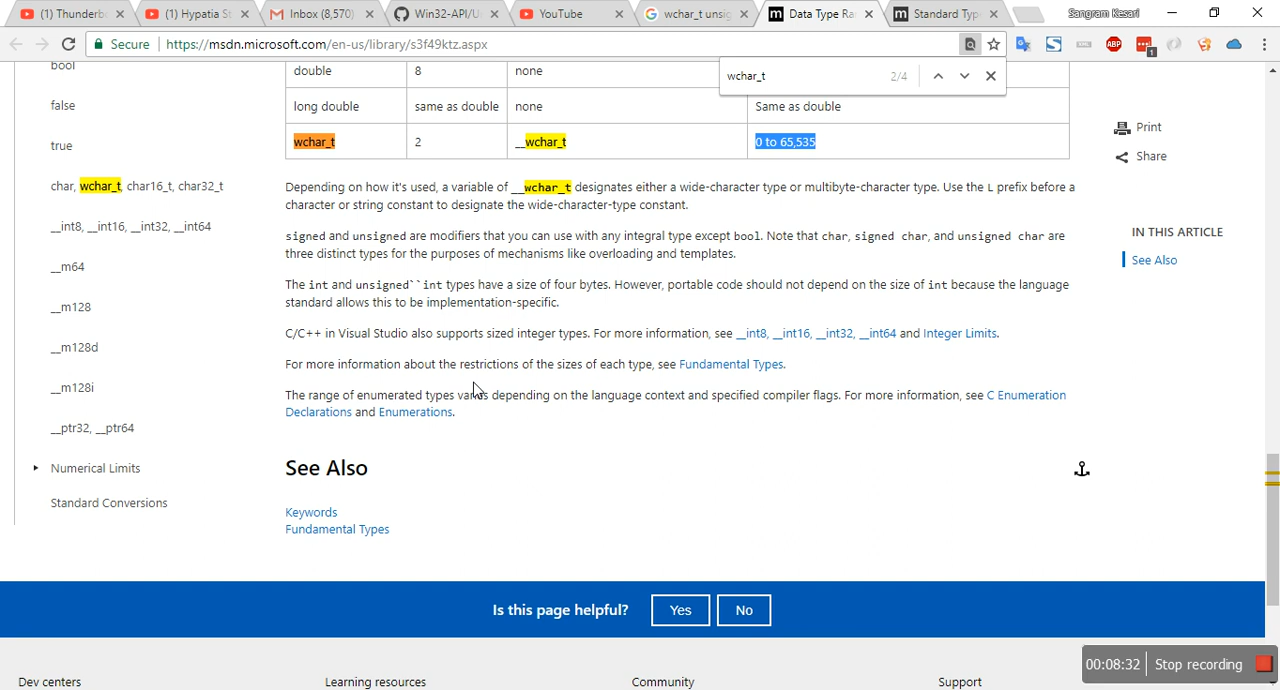 (1) Thunderb
(1) Hypatia St
Inbox (8,570)
Win32-API/U
YouTube
wchar_t unsig
Data Type Ra
Standard Typ
Sangram Kesari
Secure
https://msdn.microsoft.com/en-us/library/s3f49ktz.aspx
ABP
1
wchar_t
2/4
bool
false
true
char, wchar_t, char16_t, char32_t
__int8, __int16, __int32, __int64
__m64
__m128
__m128d
__m128i
__ptr32, __ptr64
Numerical Limits
Standard Conversions
double 8 none
long double same as double none Same as double
wchar_t 2 __wchar_t 0 to 65,535
Depending on how it's used, a variable of __wchar_t designates either a wide-character type or multibyte-character type. Use the L prefix before a
character or string constant to designate the wide-character-type constant.
signed and unsigned are modifiers that you can use with any integral type except bool. Note that char, signed char, and unsigned char are
three distinct types for the purposes of mechanisms like overloading and templates.
The int and unsigned``int types have a size of four bytes. However, portable code should not depend on the size of int because the language
standard allows this to be implementation-specific.
C/C++ in Visual Studio also supports sized integer types. For more information, see __int8, __int16, __int32, __int64 and Integer Limits.
For more information about the restrictions of the sizes of each type, see Fundamental Types.
The range of enumerated types varies depending on the language context and specified compiler flags. For more information, see C Enumeration
Declarations and Enumerations.
See Also
Keywords
Fundamental Types
Print
Share
IN THIS ARTICLE
See Also
Is this page helpful?
Yes
No
Dev centers
Learning resources
Community
Support
00:08:32
Stop recording